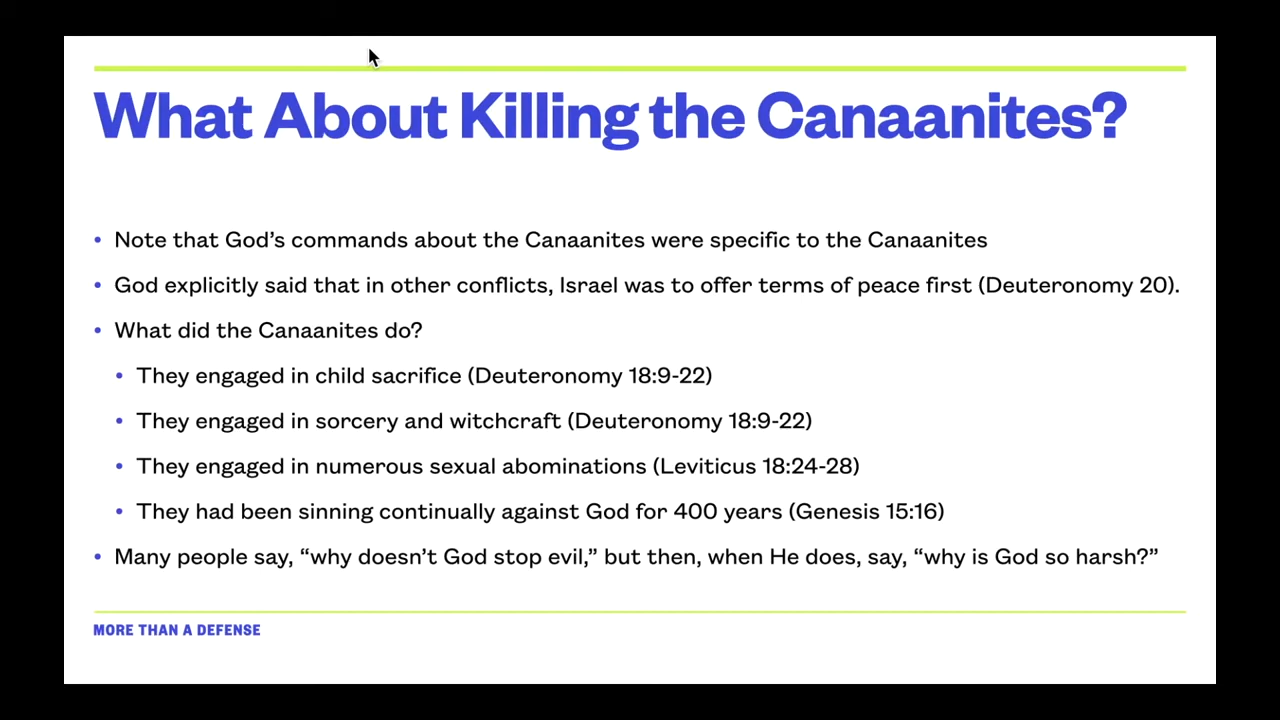 What About Killing the Canaanites?
• Note that God’s commands about the Canaanites were specific to the Canaanites
• God explicitly said that in other conflicts, Israel was to offer terms of peace first (Deuteronomy 20).
• What did the Canaanites do?
• They engaged in child sacrifice (Deuteronomy 18:9-22)
• They engaged in sorcery and witchcraft (Deuteronomy 18:9-22)
• They engaged in numerous sexual abominations (Leviticus 18:24-28)
• They had been sinning continually against God for 400 years (Genesis 15:16)
• Many people say, “why doesn’t God stop evil,” but then, when He does, say, “why is God so harsh?”
MORE THAN A DEFENSE